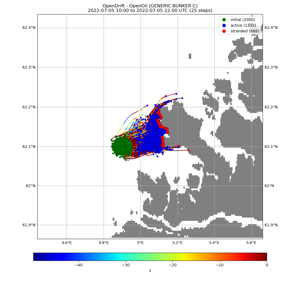 OpenDrift - OpenOil (GENERIC BUNKER C)
2022-07-05 10:00 to 2022-07-05 22:00 UTC (25 steps)
initial (2000)
active (1332)
stranded (668)
62.4°N 62.4°N
62.3°N 62.3°N
62.2°N 62.2°N
62.1°N 62.1°N
62°N 62°N
61.9°N 61.9°N
4.6°E 4.8°E 5°E 5.2°E 5.4°E 5.6°E
−40 −30 −20 −10 0
z